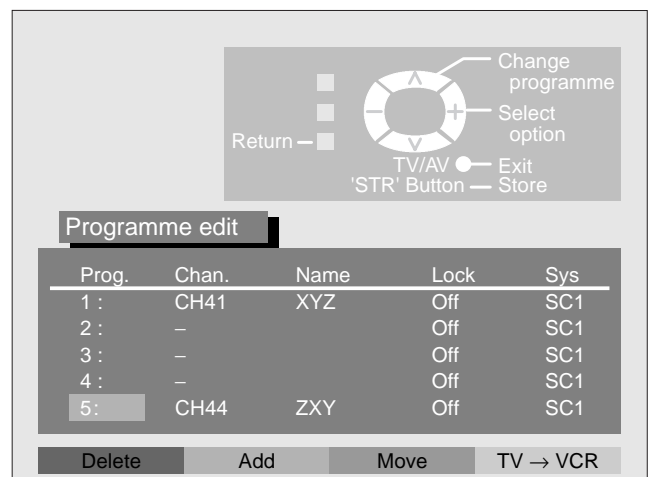 Change
programme
Select
option
Return
TV/AV
Exit
'STR' Button
Store
Programme edit
Prog. Chan. Name Lock Sys
1 : CH41 XYZ Off SC1
2 : – Off SC1
3 : – Off SC1
4 : – Off SC1
5: CH44 ZXY Off SC1
Delete Add Move TV → VCR